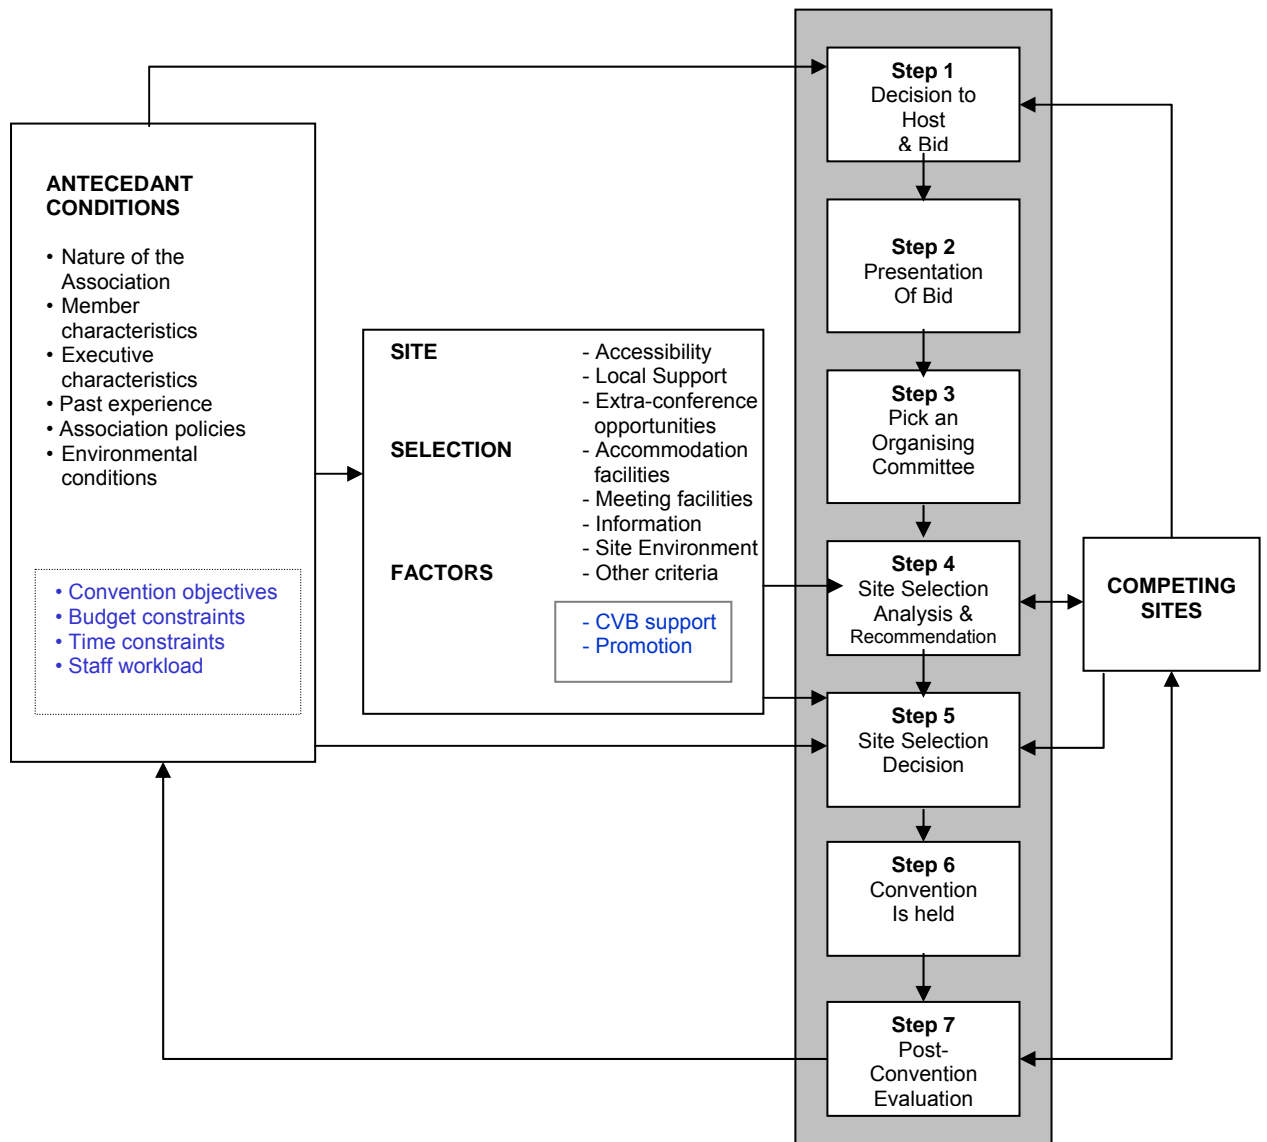 ANTECEDANT
CONDITIONS
• Nature of the
Association
• Member
characteristics
• Executive
characteristics
• Past experience
• Association policies
• Environmental
conditions
• Convention objectives
• Budget constraints
• Time constraints
• Staff workload
SITE
SELECTION
FACTORS
- Accessibility
- Local Support
- Extra-conference
opportunities
- Accommodation
facilities
- Meeting facilities
- Information
- Site Environment
- Other criteria
- CVB support
- Promotion
Step 1
Decision to
Host
& Bid
Step 2
Presentation
Of Bid
Step 3
Pick an
Organising
Committee
Step 4
Site Selection
Analysis &
Recommendation
Step 5
Site Selection
Decision
Step 6
Convention
Is held
Step 7
Post-
Convention
Evaluation
COMPETING
SITES